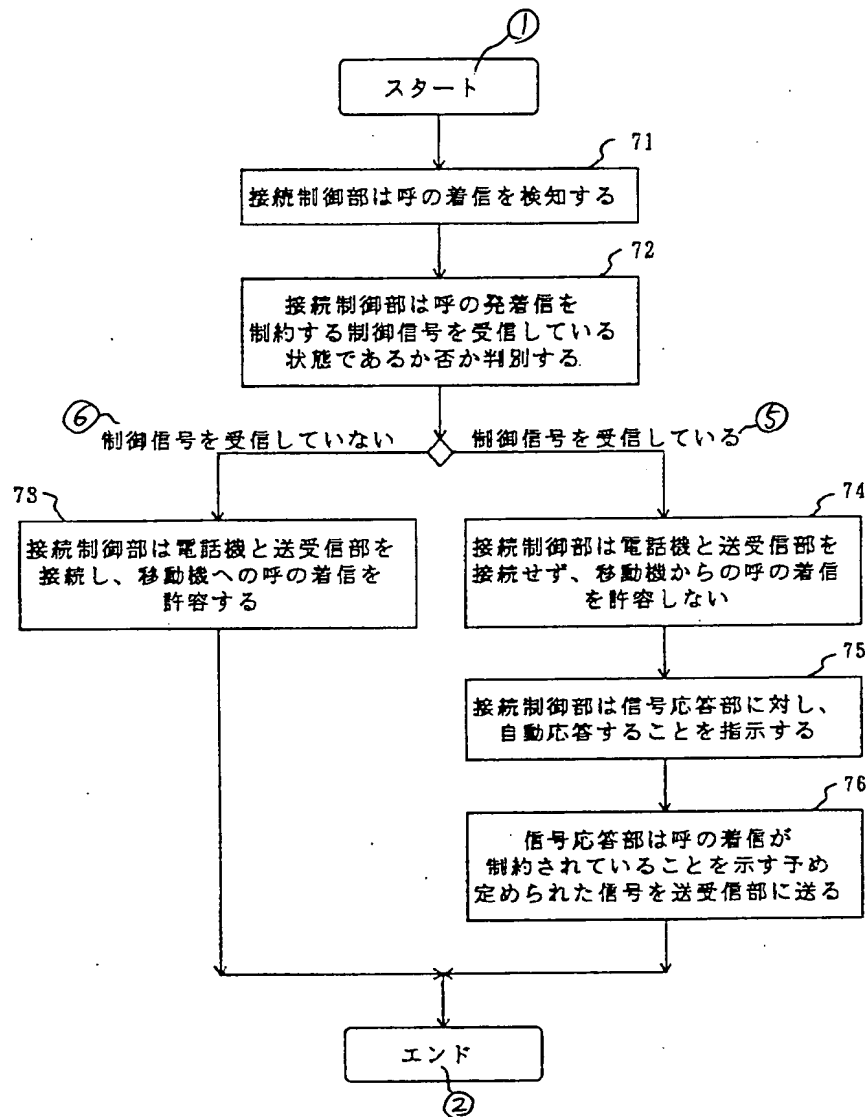 ①
スタート
71
接続制御部は呼の着信を検知する
72
接続制御部は呼の発着信を
制約する制御信号を受信している
状態であるか否か判別する
⑥
制御信号を受信していない
制御信号を受信している
⑤
73
接続制御部は電話機と送受信部を
接続し、移動機への呼の着信を
許容する
74
接続制御部は電話機と送受信部を
接続せず、移動機からの呼の着信
を許容しない
75
接続制御部は信号応答部に対し、
自動応答することを指示する
76
信号応答部は呼の着信が
制約されていることを示す予め
定められた信号を送受信部に送る
エンド
②